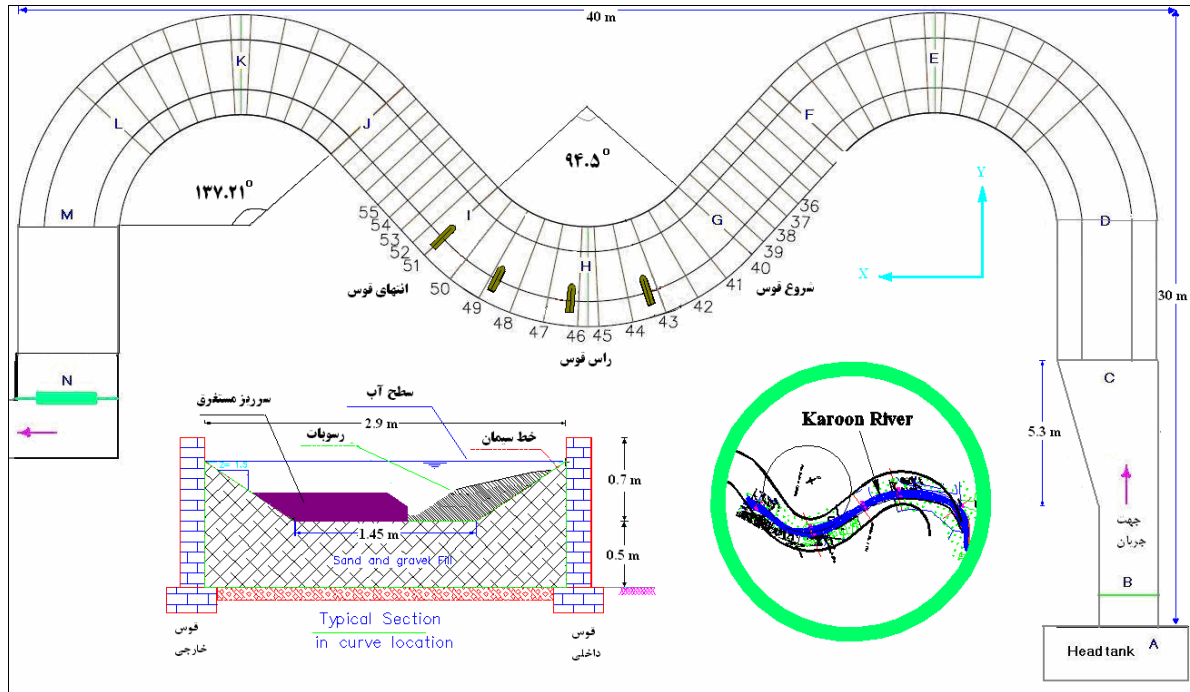 40 m
K
E
L
J
F
۹۴.۵°
۱۳۷.۲۱°
M
I
H
G
D
55
54
53
52
51
50
49
48
47
46
45
44
43
42
41
40
39
38
37
36
Y
X
انتهای قوس
شروع قوس
راس قوس
30 m
N
C
سطح آب
سرریز مستغرق
2.9 m
رسوبات
خط سیمان
0.7 m
1.45 m
0.5 m
Sand and gravel Fill
Typical Section
in curve location
قوس
خارجی
قوس
داخلی
Karoon River
5.3 m
جهت
جریان
B
Head tank
A